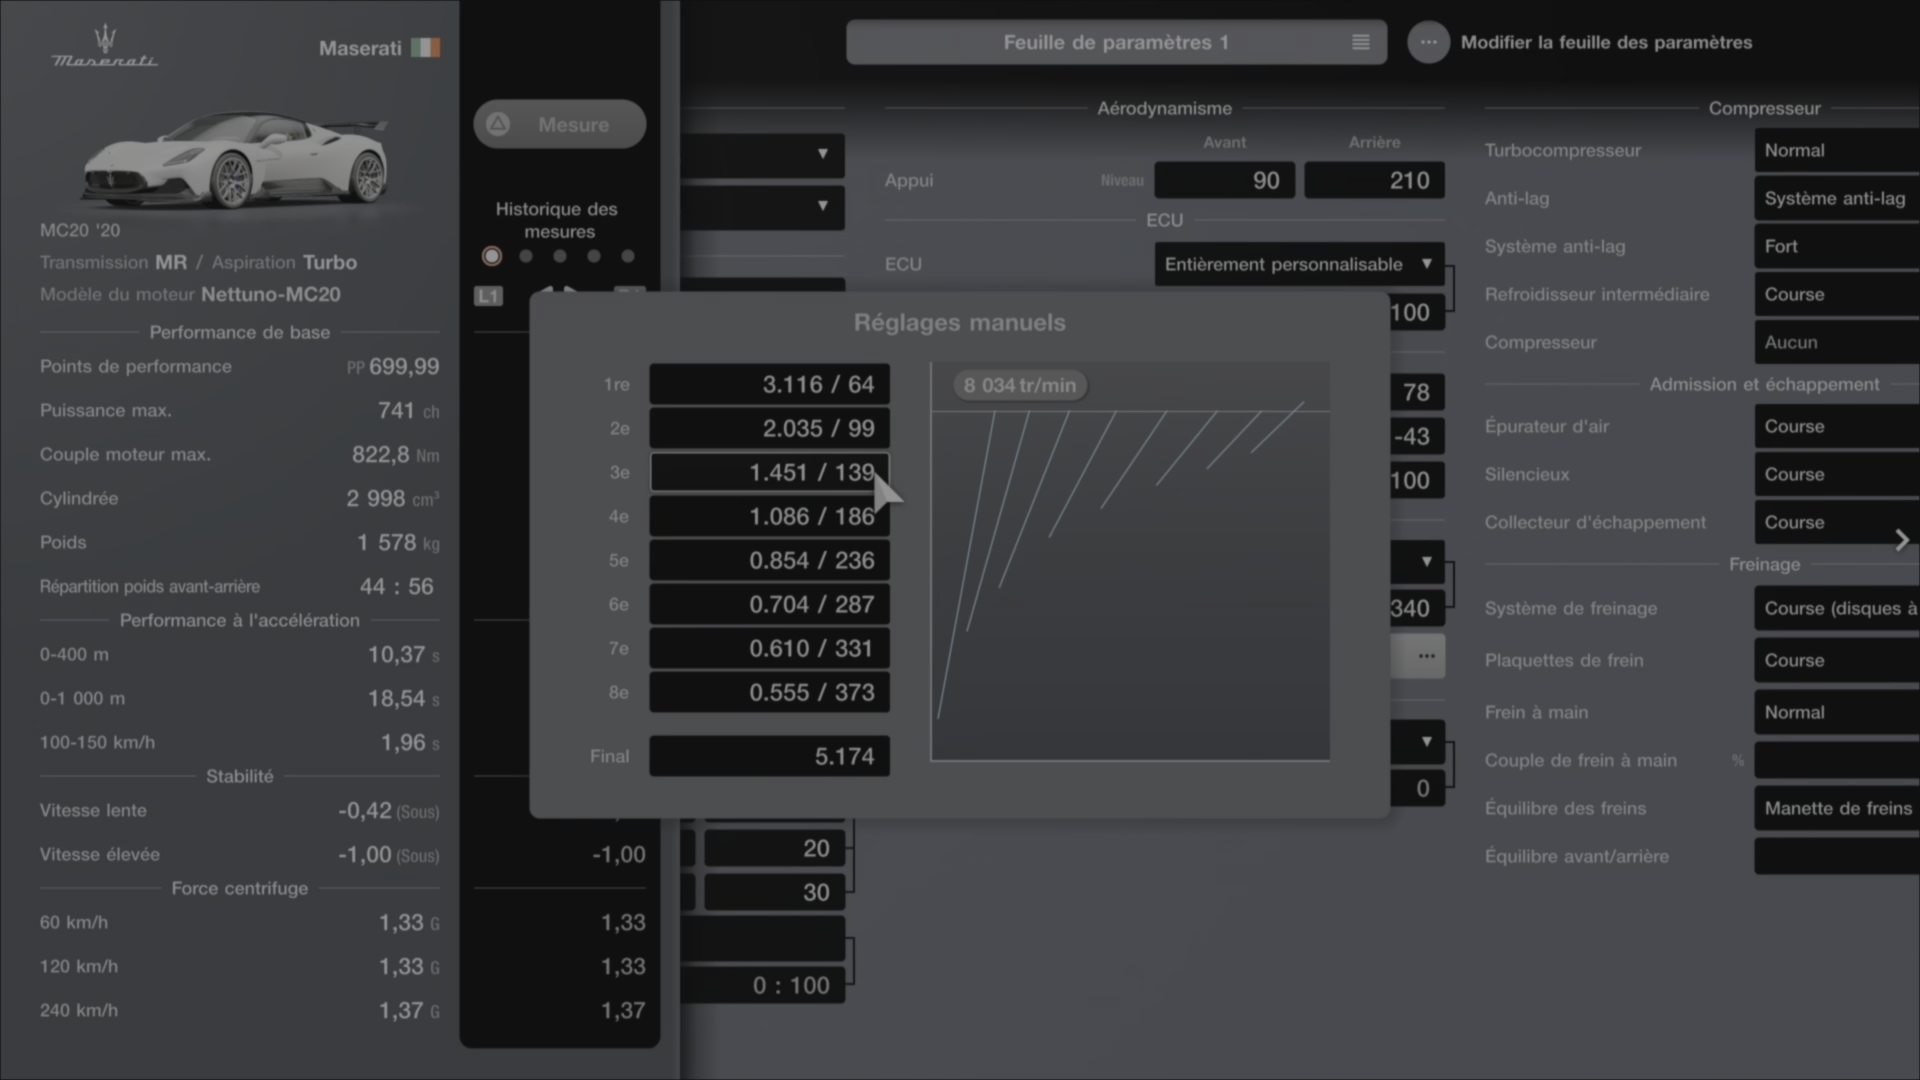 Maserati
Maserati
MC20 '20
Transmission MR / Aspiration Turbo
Modèle du moteur Nettuno-MC20
Performance de base
Points de performance PP 699,99
Puissance max. 741 ch
Couple moteur max. 822,8 Nm
Cylindrée 2 998 cm³
Poids 1 578 kg
Répartition poids avant-arrière 44 : 56
Performance à l'accélération
0-400 m 10,37 s
0-1 000 m 18,54 s
100-150 km/h 1,96 s
Stabilité
Vitesse lente -0,42 (Sous)
Vitesse élevée -1,00 (Sous)
Force centrifuge
60 km/h 1,33 G
120 km/h 1,33 G
240 km/h 1,37 G
Mesure
Historique des
mesures
L1
-1,00
1,33
1,33
1,37
Feuille de paramètres 1
Modifier la feuille des paramètres
20
30
0 : 100
Aérodynamisme
Avant Arrière
Appui Niveau 90 210
ECU
ECU Entièrement personnalisable
100
78
-43
100
340
...
0
Réglages manuels
1re 3.116 / 64
2e 2.035 / 99
3e 1.451 / 139
4e 1.086 / 186
5e 0.854 / 236
6e 0.704 / 287
7e 0.610 / 331
8e 0.555 / 373
Final 5.174
8 034 tr/min
Compresseur
Turbocompresseur Normal
Anti-lag Système anti-lag
Système anti-lag Fort
Refroidisseur intermédiaire Course
Compresseur Aucun
Admission et échappement
Épurateur d'air Course
Silencieux Course
Collecteur d'échappement Course
Freinage
Système de freinage Course (disques à
Plaquettes de frein Course
Frein à main Normal
Couple de frein à main %
Équilibre des freins Manette de freins
Équilibre avant/arrière